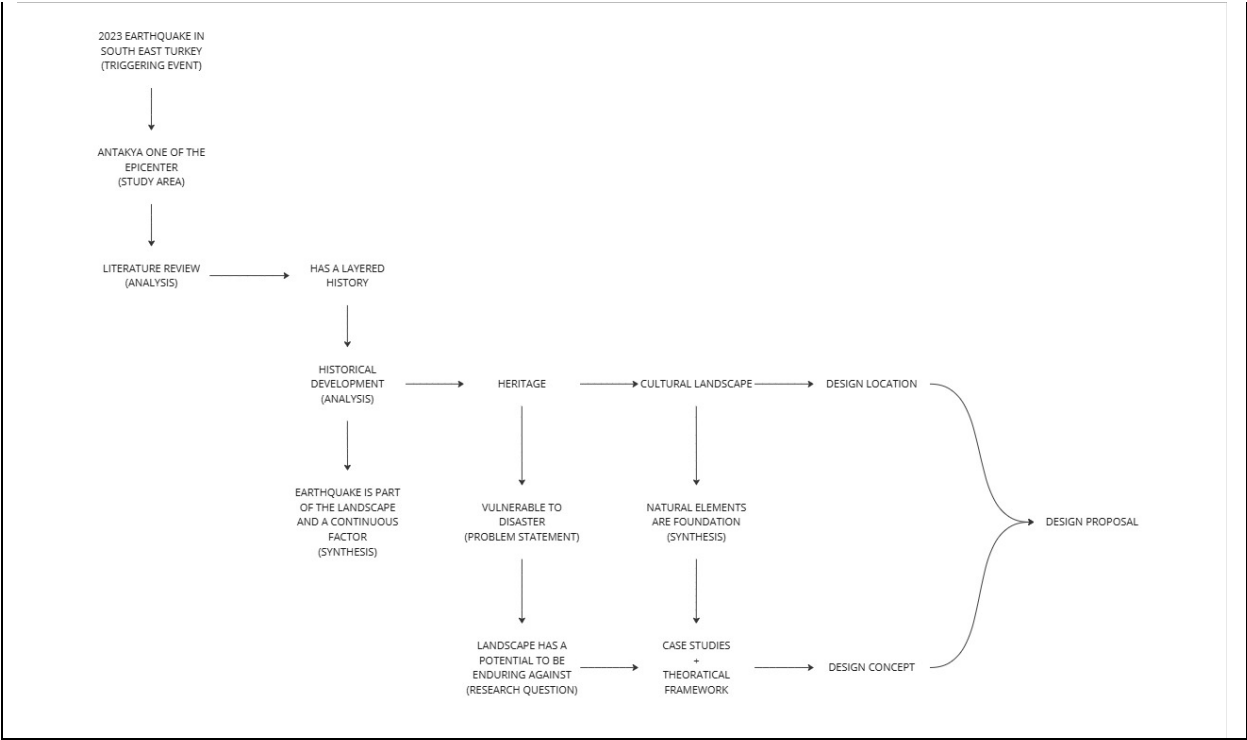 2023 EARTHQUAKE IN
SOUTH EAST TURKEY
(TRIGGERING EVENT)
ANTAKYA ONE OF THE
EPICENTER
(STUDY AREA)
LITERATURE REVIEW
(ANALYSIS)
HAS A LAYERED
HISTORY
HISTORICAL
DEVELOPMENT
(ANALYSIS)
HERITAGE
CULTURAL LANDSCAPE
DESIGN LOCATION
EARTHQUAKE IS PART
OF THE LANDSCAPE
AND A CONTINUOUS
FACTOR
(SYNTHESIS)
VULNERABLE TO
DISASTER
(PROBLEM STATEMENT)
NATURAL ELEMENTS
ARE FOUNDATION
(SYNTHESIS)
DESIGN PROPOSAL
LANDSCAPE HAS A
POTENTIAL TO BE
ENDURING AGAINST
(RESEARCH QUESTION)
CASE STUDIES
+
THEORATICAL
FRAMEWORK
DESIGN CONCEPT